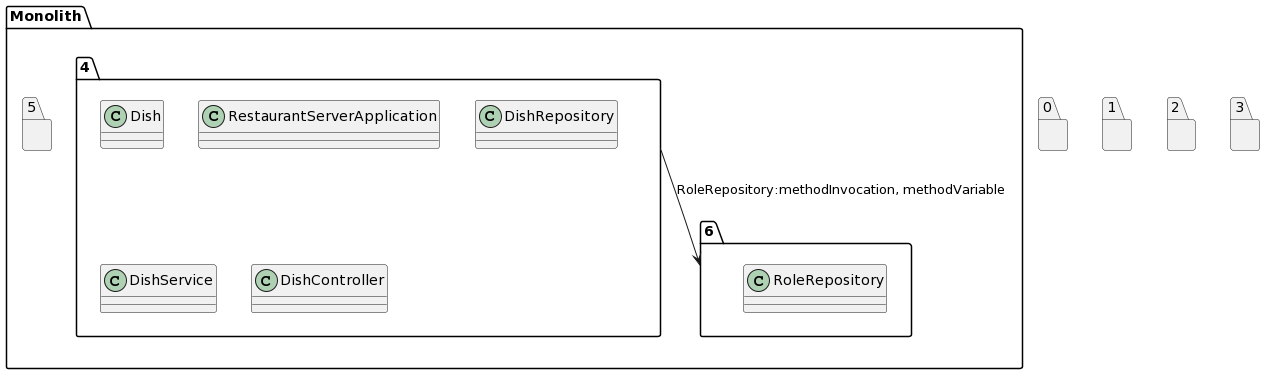 Monolith
4
5
C Dish
C RestaurantServerApplication
C DishRepository
0
1
2
3
RoleRepository:methodInvocation, methodVariable
6
C DishService
C DishController
C RoleRepository